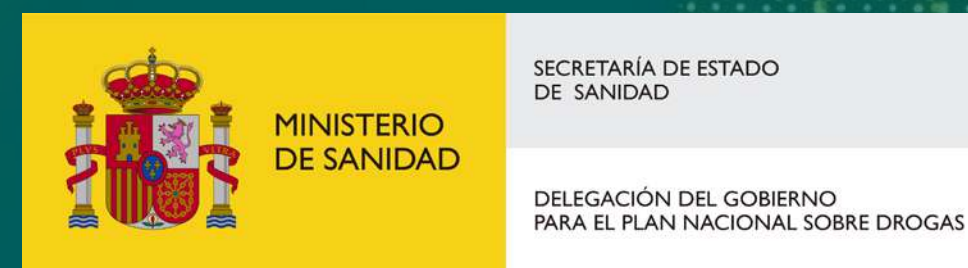 PLVS VLTRA
MINISTERIO
DE SANIDAD
SECRETARÍA DE ESTADO
DE SANIDAD
DELEGACIÓN DEL GOBIERNO
PARA EL PLAN NACIONAL SOBRE DROGAS